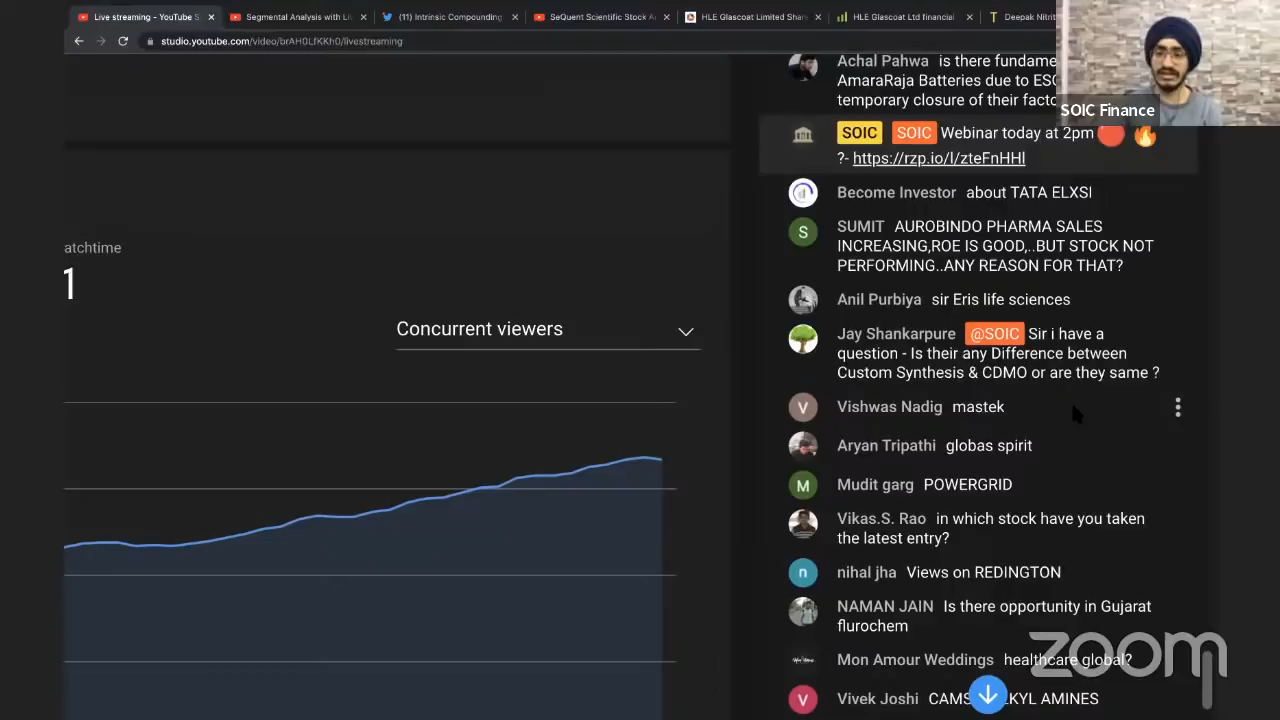 Live streaming - YouTube S
Segmental Analysis with Li
(11) Intrinsic Compounding
SeQuent Scientific Stock A
HLE Glascoat Limited Share
HLE Glascoat Ltd financial
Deepak Nitrit
studio.youtube.com/video/brAH0LfKKh0/livestreaming
SOIC Finance
atchtime
1
Concurrent viewers
Achal Pahwa is there fundame
AmaraRaja Batteries due to ESG
temporary closure of their facto
SOIC SOIC Webinar today at 2pm
?- https://rzp.io/l/zteFnHHl
Become Investor about TATA ELXSI
S SUMIT AUROBINDO PHARMA SALES
INCREASING,ROE IS GOOD,..BUT STOCK NOT
PERFORMING..ANY REASON FOR THAT?
Anil Purbiya sir Eris life sciences
Jay Shankarpure @SOIC Sir i have a
question - Is their any Difference between
Custom Synthesis & CDMO or are they same ?
V Vishwas Nadig mastek
Aryan Tripathi globas spirit
M Mudit garg POWERGRID
Vikas.S. Rao in which stock have you taken
the latest entry?
n nihal jha Views on REDINGTON
NAMAN JAIN Is there opportunity in Gujarat
flurochem
Mon Amour Weddings healthcare global?
V Vivek Joshi CAMS KYL AMINES
zoom